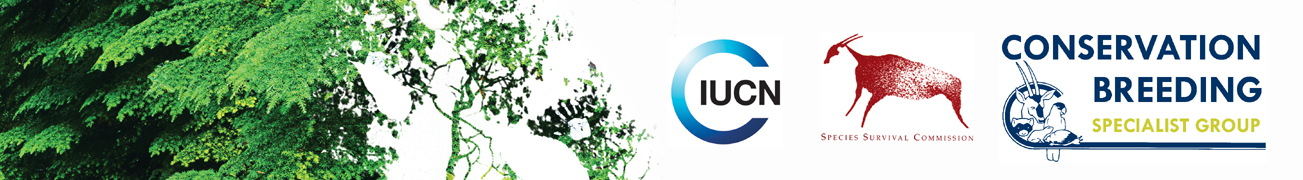 IUCN
SPECIES SURVIVAL COMMISSION
CONSERVATION
BREEDING
SPECIALIST GROUP